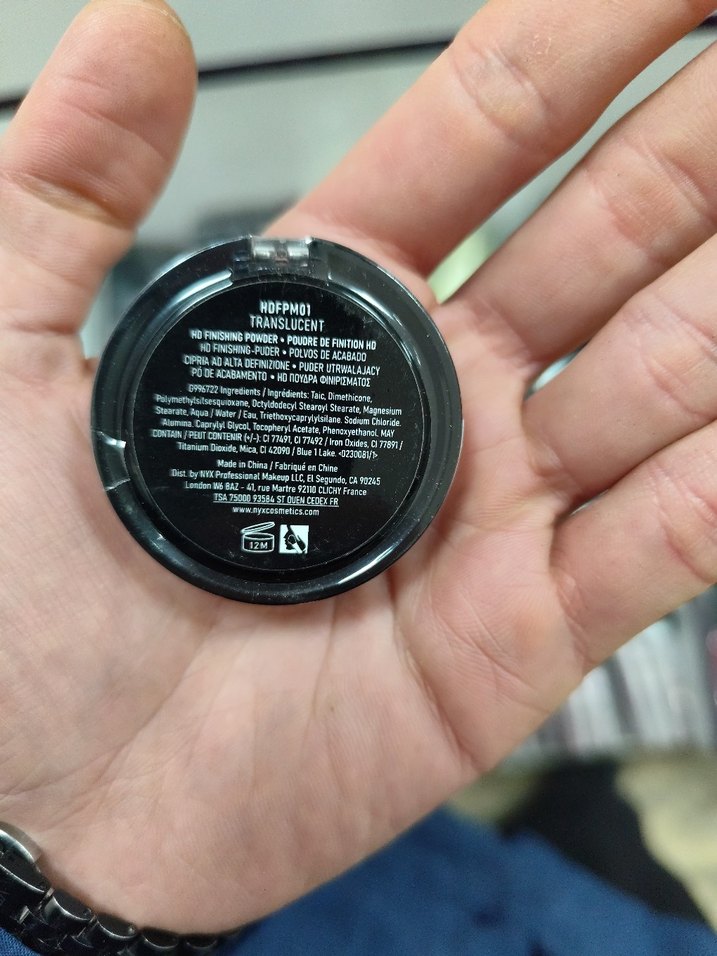 HDFPM01
TRANSLUCENT
HD FINISHING POWDER • POUDRE DE FINITION HD
HD FINISHING-PUDER • POLVOS DE ACABADO
CIPRIA AD ALTA DEFINIZIONE • PUDER UTRWALAJACY
PÓ DE ACABAMENTO • HD ΠΟΥΔΡΑ ΦΙΝΙΡΙΣΜΑΤΟΣ
G996722 Ingredients / Ingrédients: Talc, Dimethicone,
Polymethylsilsesquioxane, Octyldodecyl Stearoyl Stearate, Magnesium
Stearate, Aqua / Water / Eau, Triethoxycaprylylsilane. Sodium Chloride.
Alumina. Caprylyl Glycol, Tocopheryl Acetate, Phenoxyethanol. MAY
CONTAIN / PEUT CONTENIR (+/-): CI 77491, CI 77492 / Iron Oxides, CI 77891 /
Titanium Dioxide, Mica, CI 42090 / Blue 1 Lake. <0230081/1>
Made in China / Fabriqué en Chine
Dist. by NYX Professional Makeup LLC, El Segundo, CA 90245
London W6 8AZ - 41, rue Martre 92110 CLICHY France
TSA 75000 93584 ST OUEN CEDEX FR
www.nyxcosmetics.com
12M